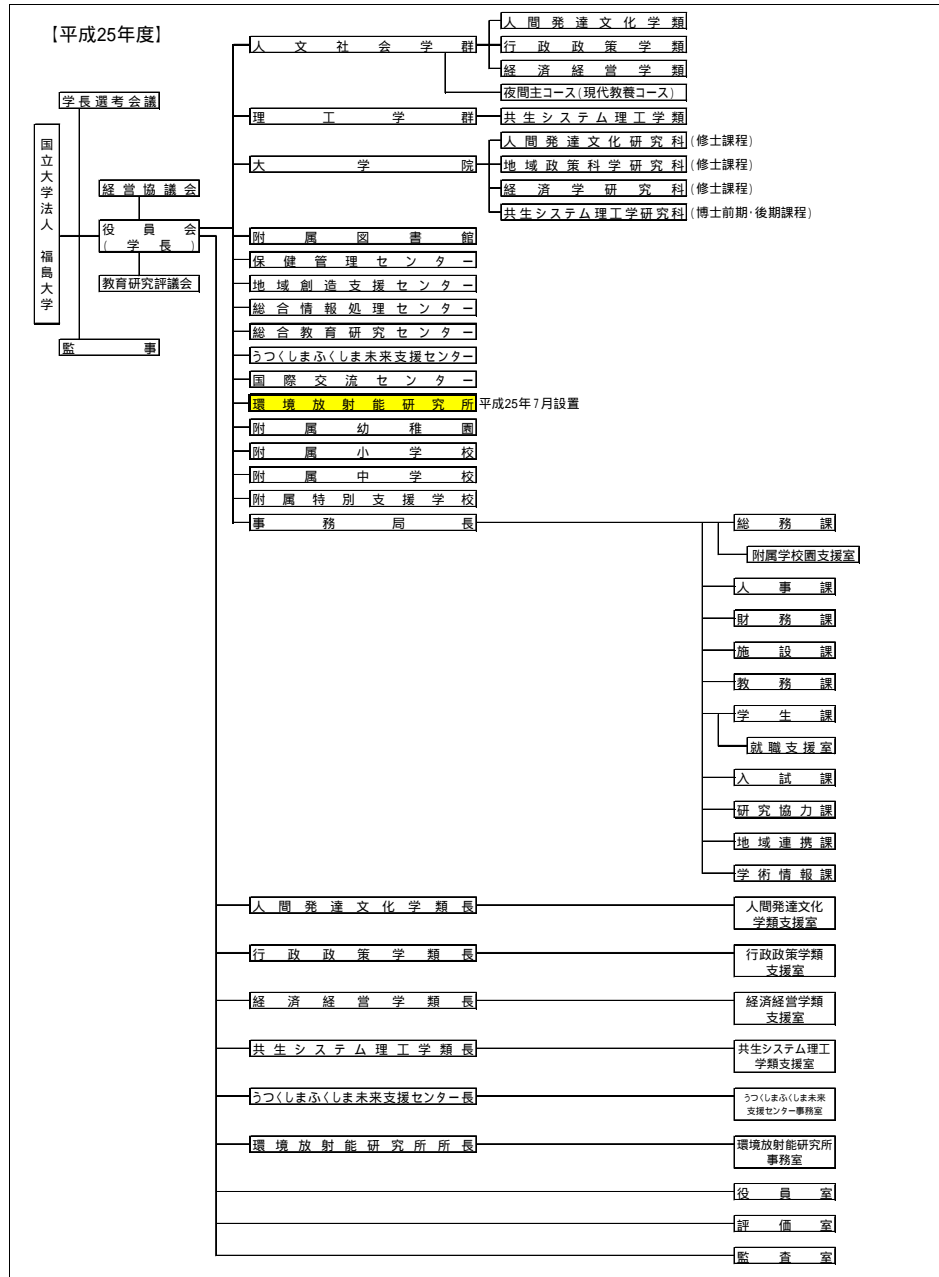 【平成25年度】
人文社会学群
人間発達文化学類
行政政策学類
経済経営学類
夜間主コース(現代教養コース)
学長選考会議
理工学群
共生システム理工学類
大学院
人間発達文化研究科(修士課程)
地域政策科学研究科(修士課程)
経済学研究科(修士課程)
共生システム理工学研究科(博士前期・後期課程)
国立大学法人 福島大学
経営協議会
役員会
(学長)
教育研究評議会
監事
附属図書館
保健管理センター
地域創造支援センター
総合情報処理センター
総合教育研究センター
うつくしまふくしま未来支援センター
国際交流センター
環境放射能研究所 平成25年7月設置
附属幼稚園
附属小学校
附属中学校
附属特別支援学校
事務局長
総務課
附属学校園支援室
人事課
財務課
施設課
教務課
学生課
就職支援室
入試課
研究協力課
地域連携課
学術情報課
人間発達文化学類長
人間発達文化
学類支援室
行政政策学類長
行政政策学類
支援室
経済経営学類長
経済経営学類
支援室
共生システム理工学類長
共生システム理工
学類支援室
うつくしまふくしま未来支援センター長
うつくしまふくしま未来
支援センター事務室
環境放射能研究所所長
環境放射能研究所
事務室
役員室
評価室
監査室